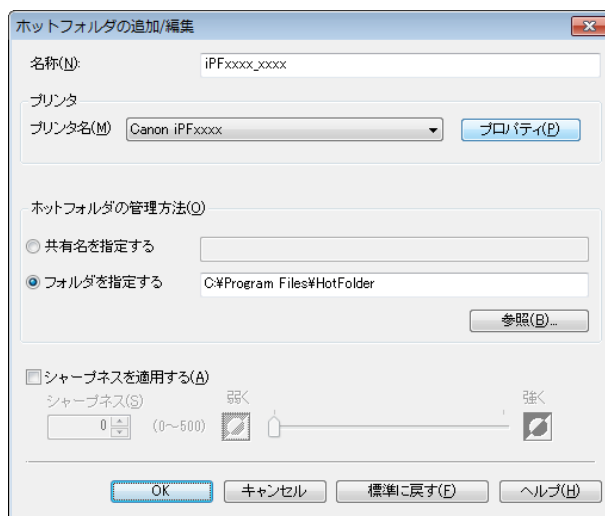 ホットフォルダの追加/編集
名称(N): iPFxxxx_xxxx
プリンタ
プリンタ名(M) Canon iPFxxxx プロパティ(P)
ホットフォルダの管理方法(O)
共有名を指定する
フォルダを指定する C:¥Program Files¥HotFolder
参照(B)...
シャープネスを適用する(A)
シャープネス(S) 弱く 強く
0 (0～500)
OK キャンセル 標準に戻す(F) ヘルプ(H)